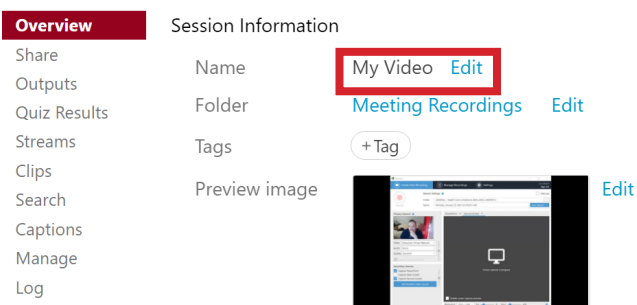 Overview
Share
Outputs
Quiz Results
Streams
Clips
Search
Captions
Manage
Log
Session Information
Name My Video Edit
Folder Meeting Recordings Edit
Tags +Tag
Preview image Edit